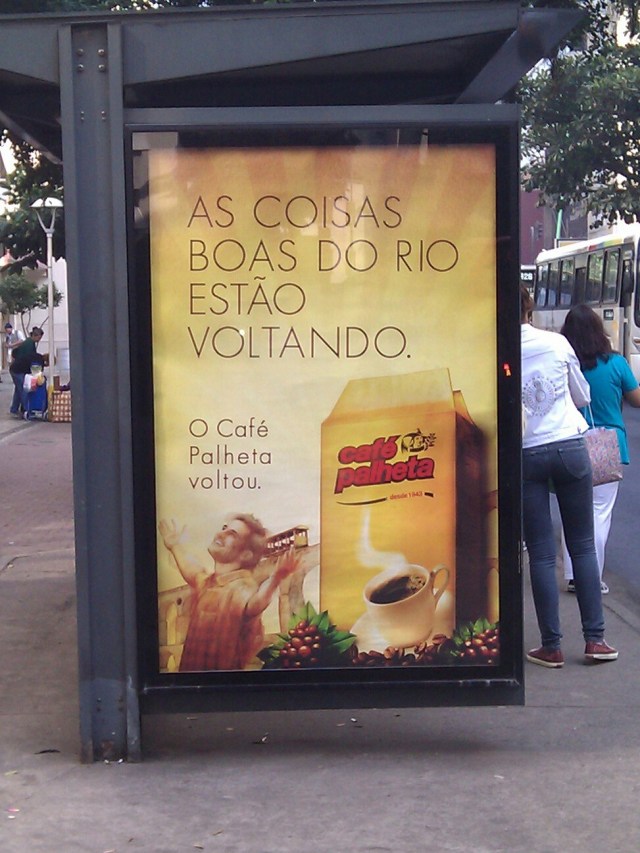 AS COISAS
BOAS DO RIO
ESTÃO
VOLTANDO.
O Café
Palheta
voltou.
café
palheta
desde 1943